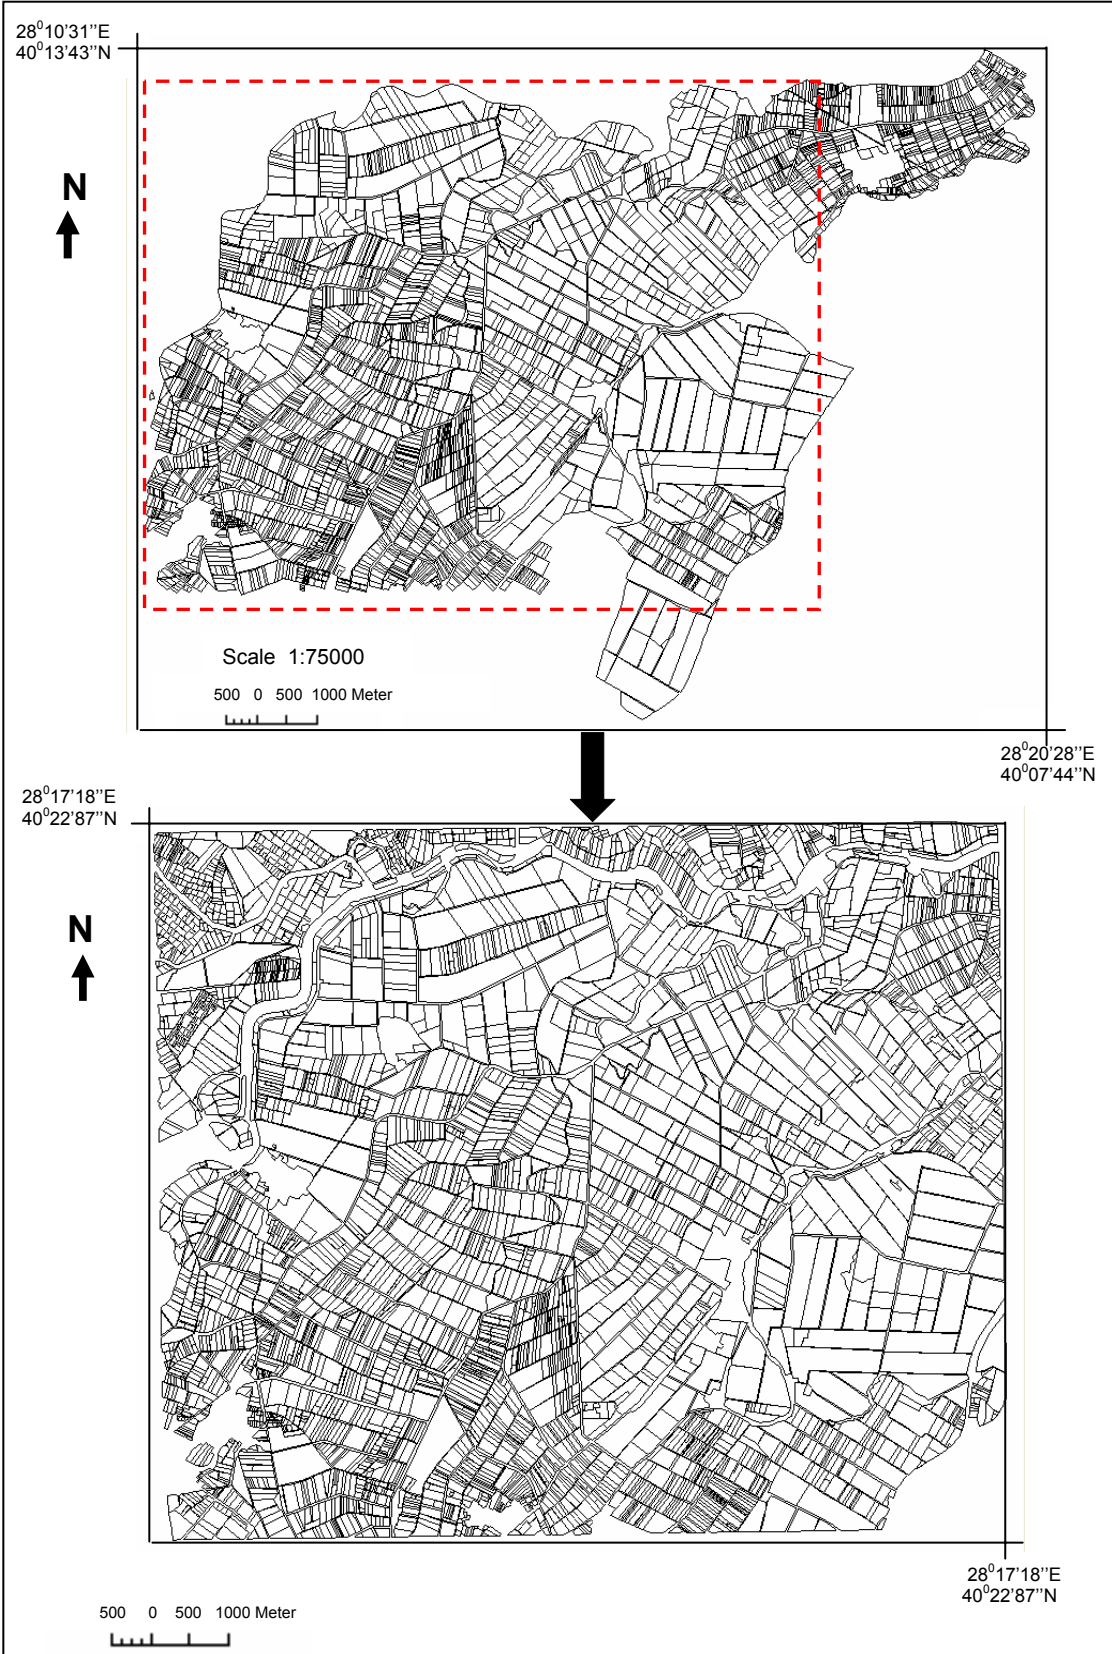 28⁰10’31’’E
40⁰13’43’’N
N
Scale 1:75000
500 0 500 1000 Meter
28⁰20’28’’E
40⁰07’44’’N
28⁰17’18’’E
40⁰22’87’’N
N
28⁰17’18’’E
40⁰22’87’’N
500 0 500 1000 Meter